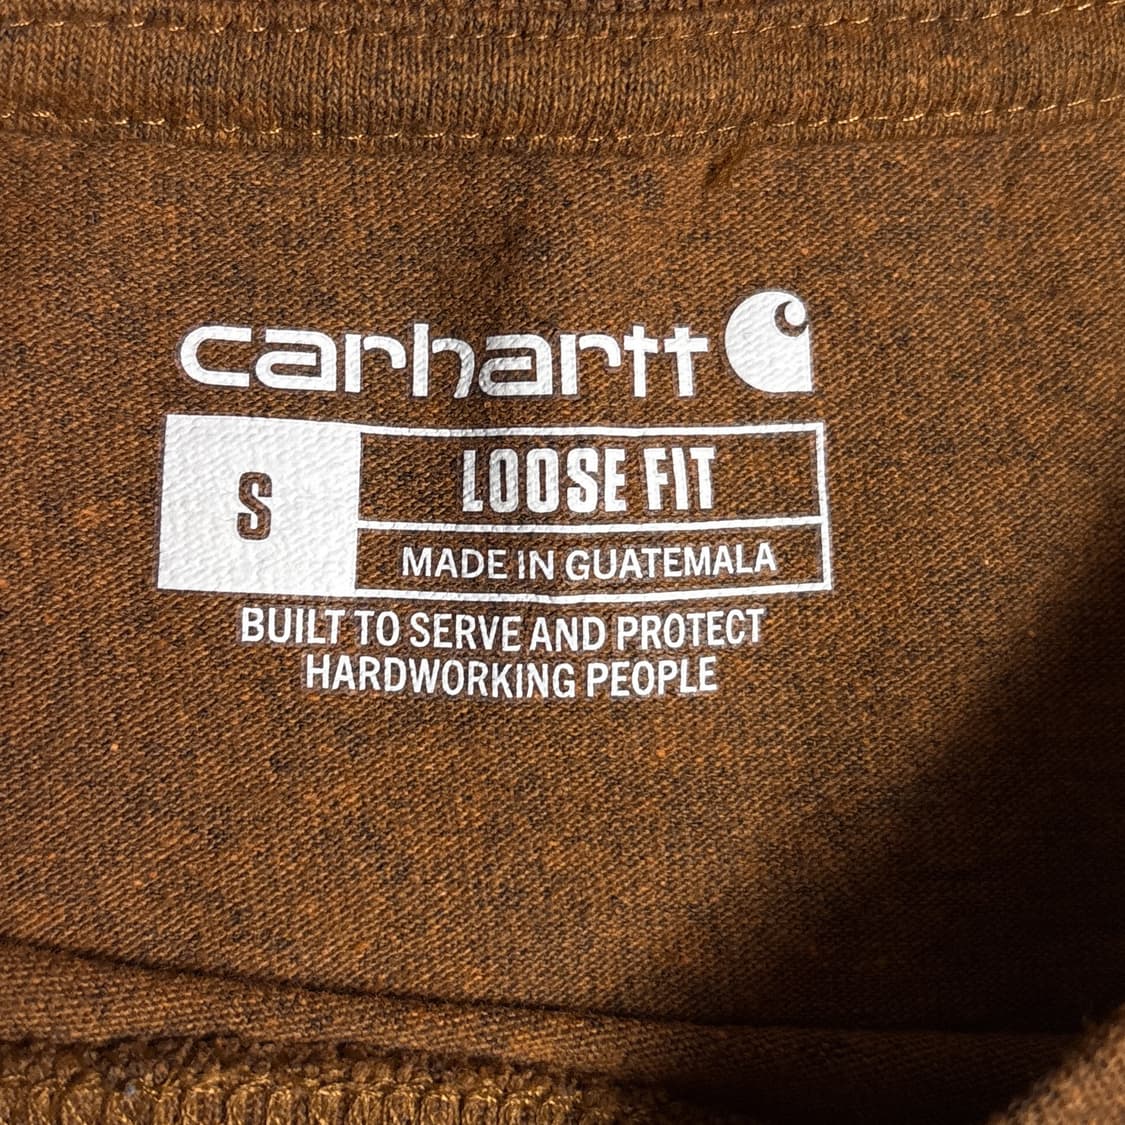 carhartt
S
LOOSE FIT
MADE IN GUATEMALA
BUILT TO SERVE AND PROTECT
HARDWORKING PEOPLE